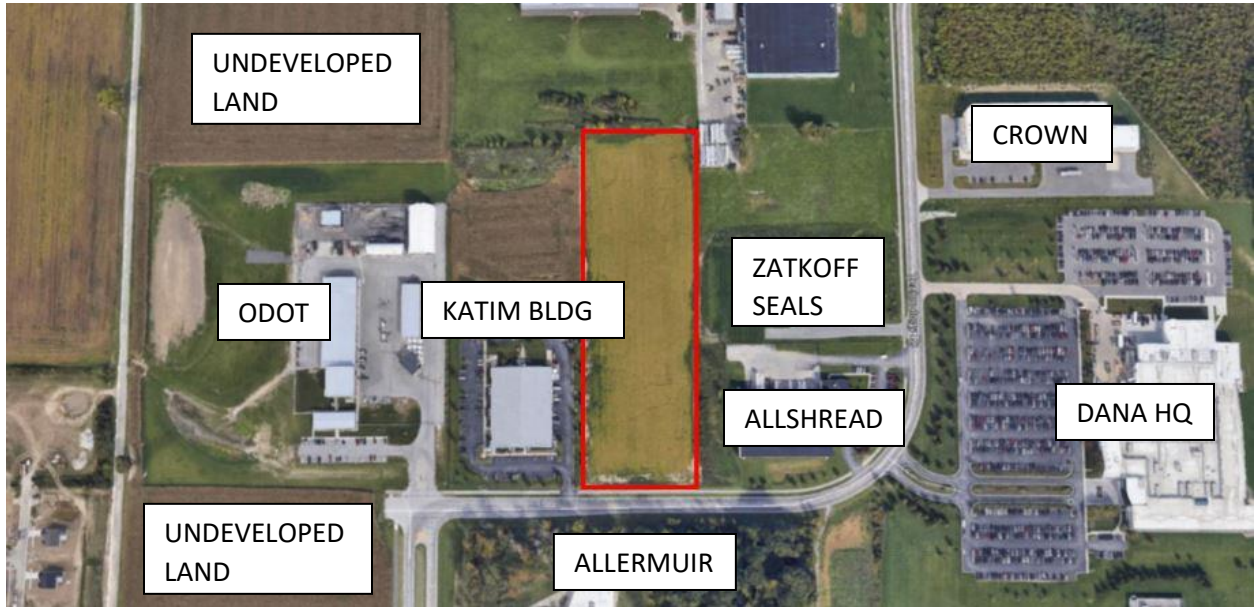 UNDEVELOPED
LAND
CROWN
ZATKOFF
SEALS
ODOT
KATIM BLDG
ALLSHREAD
DANA HQ
UNDEVELOPED
LAND
ALLERMUIR